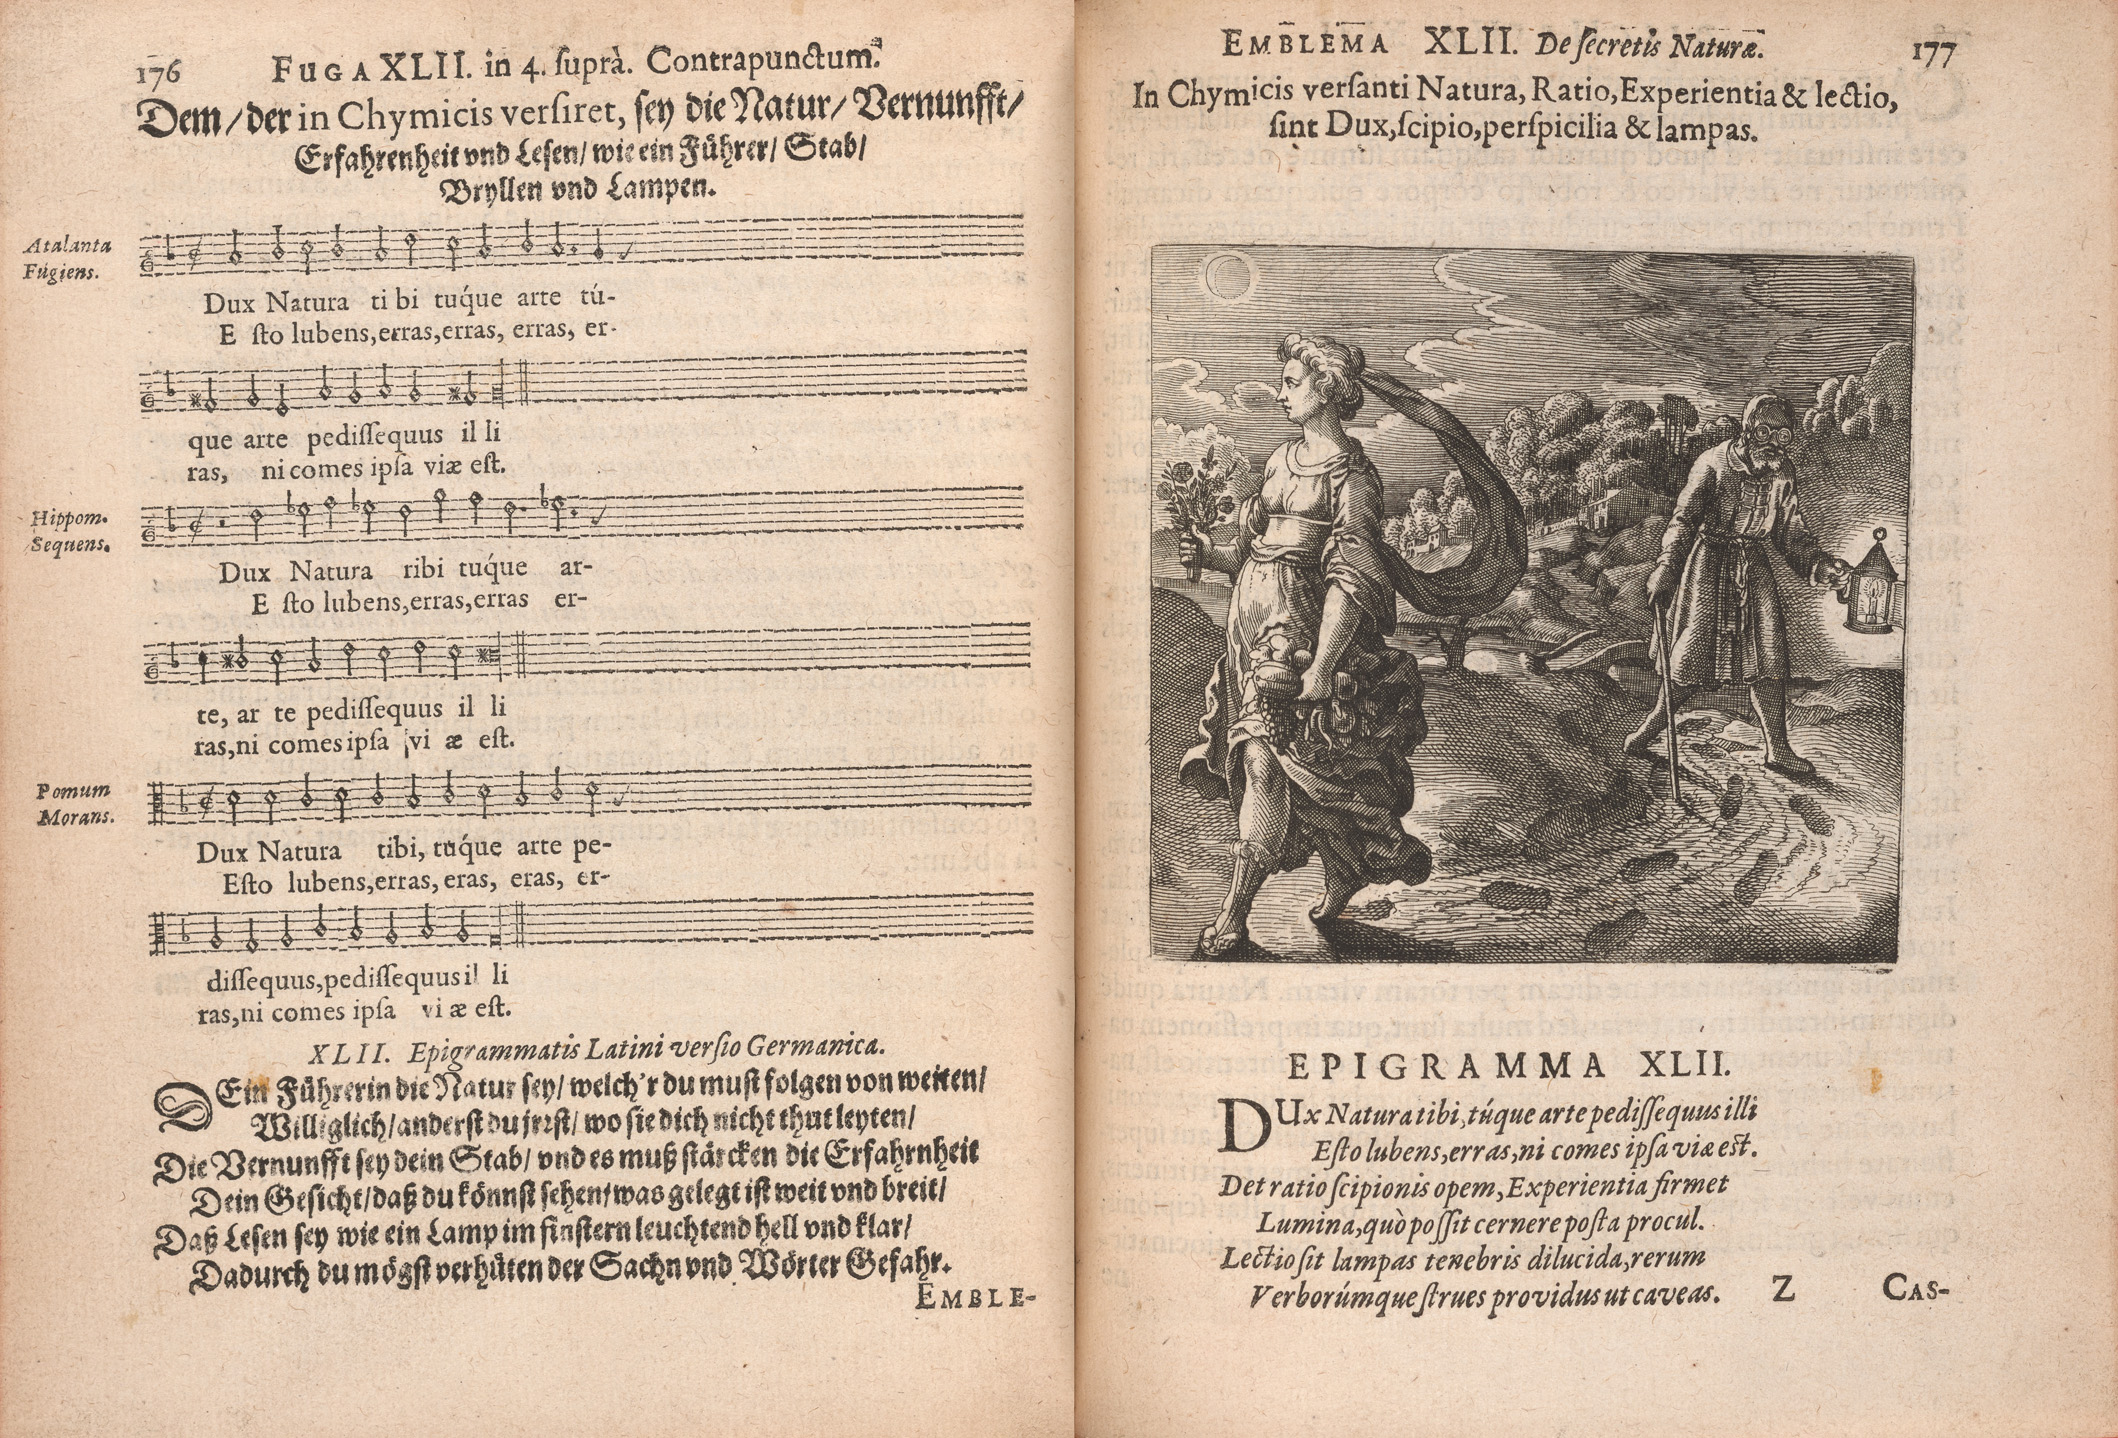 176
FUGA XLII. in 4. suprà. Contrapunctum.
Dem / der in Chymicis versiret, sey die Natur / Vernunfft /
Erfahrenheit vnd Lesen / wie ein Führer / Stab /
Bryllen vnd Lampen.
Atalanta
Fugiens.
Dux Natura ti bi tuq́ue arte tú-
E ſto lubens, erras, erras, erras, er-
que arte pediſſequus il li
ras, ni comes ipſa viæ eſt.
Hippom.
Sequens.
Dux Natura ribi tuq́ue ar-
E ſto lubens, erras, erras er-
te, ar te pediſſequus il li
ras, ni comes ipſa vi æ eſt.
Pomum
Morans.
Dux Natura tibi, tuq́ue arte pe-
Eſto lubens, erras, eras, eras, er-
diſſequus, pediſſequus il li
ras, ni comes ipſa vi æ eſt.
XLII. Epigrammatis Latini verſio Germanica.
DEin Führerin die Natur sey / welch'r du must folgen von weiten /
Williglich / anderst du jrrst / wo sie dich nicht thut leyten /
Die Vernunfft sey dein Stab / vnd es muß stärcken die Erfahrnheit
Dein Gesicht / daß du könnst sehen / was gelegt ist weit vnd breit /
Daß Lesen sey wie ein Lamp im finstern leuchtend hell vnd klar /
Dadurch du mögst verhüten der Sachn vnd Wörter Gefahr.
EMBLE-
EMBLEMA XLII. De ſecretis Naturæ.
177
In Chymicis verſanti Natura, Ratio, Experientia & lectio,
ſint Dux, ſcipio, perſpicilia & lampas.
EPIGRAMMA XLII.
DUx Natura tibi, túque arte pediſſequus illi
Eſto lubens, erras, ni comes ipſa viæ eſt.
Det ratio ſcipionis opem, Experientia firmet
Lumina, quò poſſit cernere poſta procul.
Lectio ſit lampas tenebris dilucida, rerum
Verborúmque ſtrues providus ut caveas.
Z
CAS-